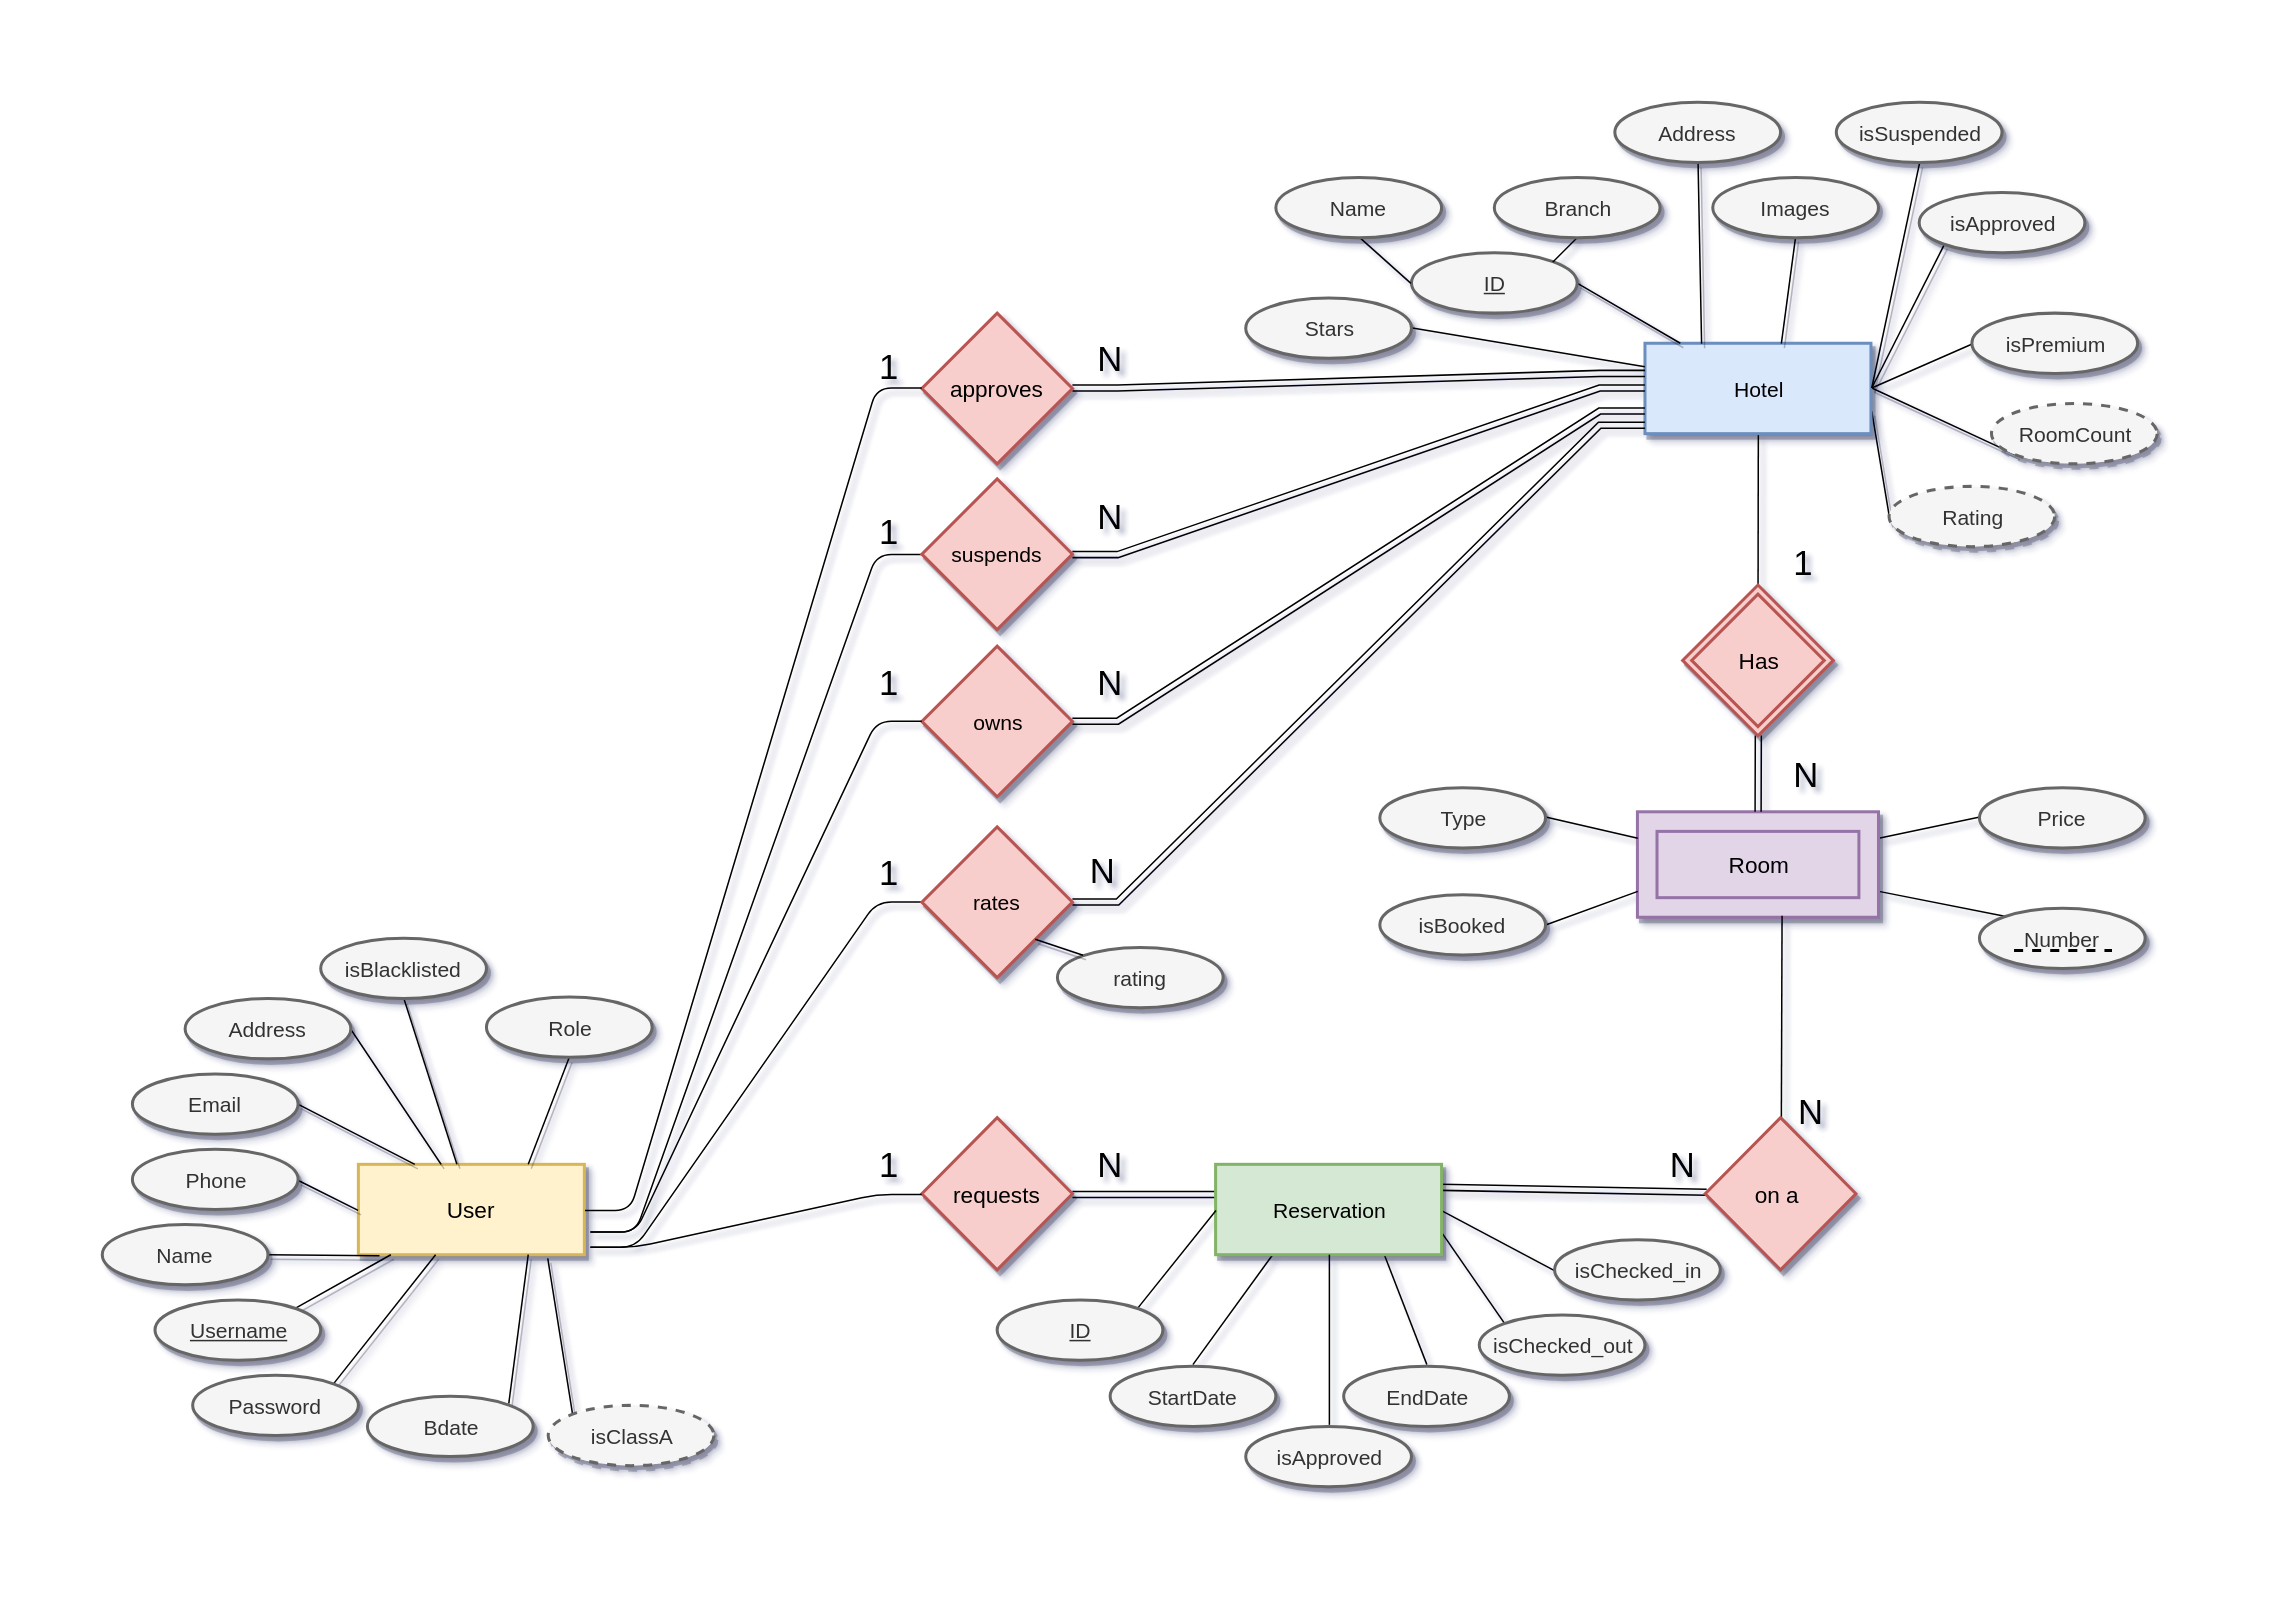 Address
isSuspended
Name
Branch
Images
isApproved
ID
Stars
isPremium
1
approves
N
Hotel
RoomCount
1
suspends
N
Rating
1
Has
1
owns
N
N
Type
Price
Room
1
rates
N
isBooked
Number
rating
isBlacklisted
Address
Role
Email
Phone
User
1
requests
N
Reservation
N
N
on a
Name
isChecked_in
Username
ID
isChecked_out
Password
StartDate
EndDate
Bdate
isClassA
isApproved